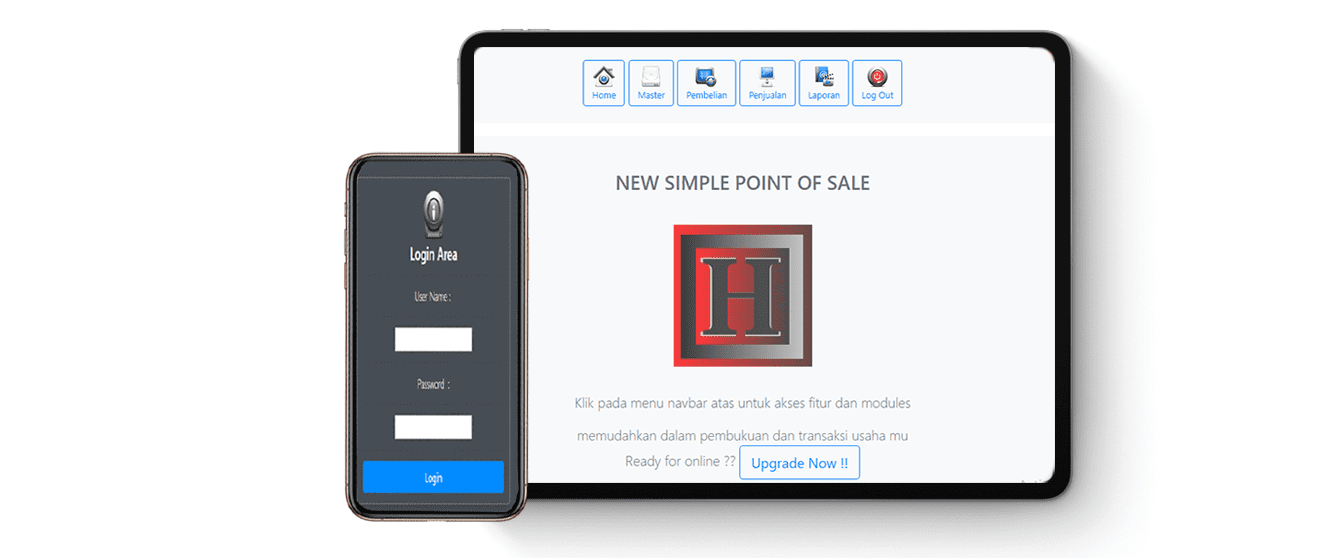 Home Master Pembelian Penjualan Laporan Log Out
NEW SIMPLE POINT OF SALE
H
Klik pada menu navbar atas untuk akses fitur dan modules
memudahkan dalam pembukuan dan transaksi usaha mu
Ready for online ?? Upgrade Now !!
Login Area
User Name :
Password :
Login